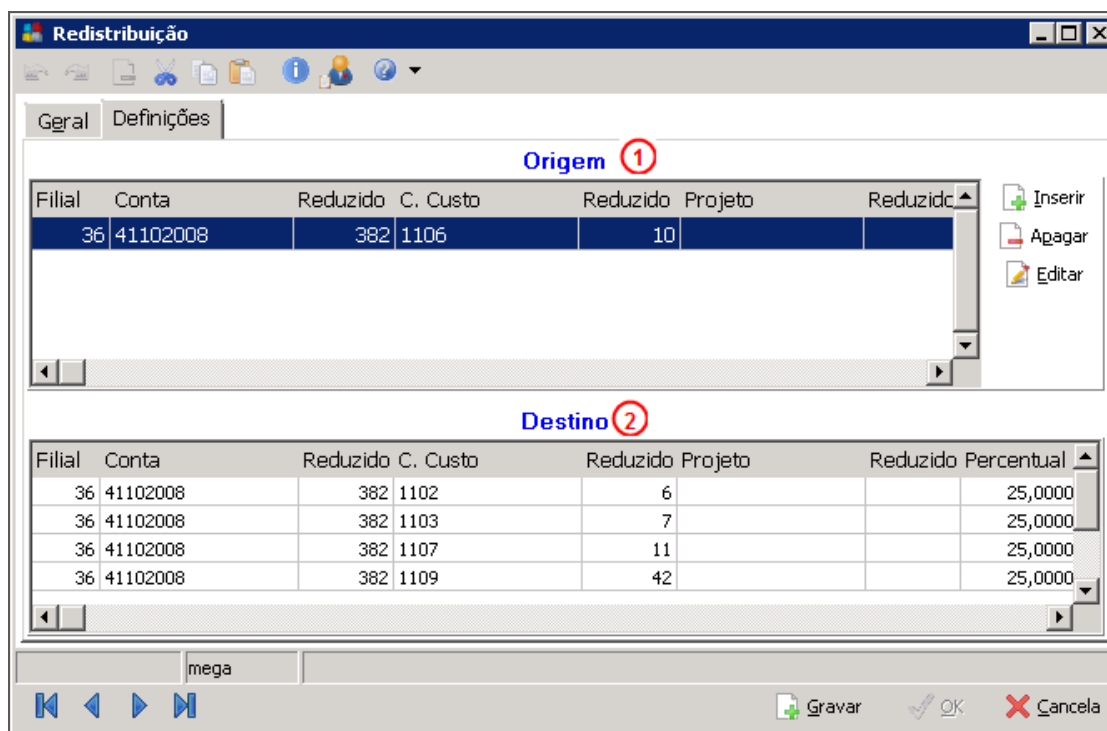 Redistribuição
Geral Definições
Origem 1
Filial Conta Reduzido C. Custo Reduzido Projeto Reduzido
36 41102008 382 1106 10
Inserir
Apagar
Editar
Destino 2
Filial Conta Reduzido C. Custo Reduzido Projeto Reduzido Percentual
36 41102008 382 1102 6 25,0000
36 41102008 382 1103 7 25,0000
36 41102008 382 1107 11 25,0000
36 41102008 382 1109 42 25,0000
mega
Gravar OK Cancela